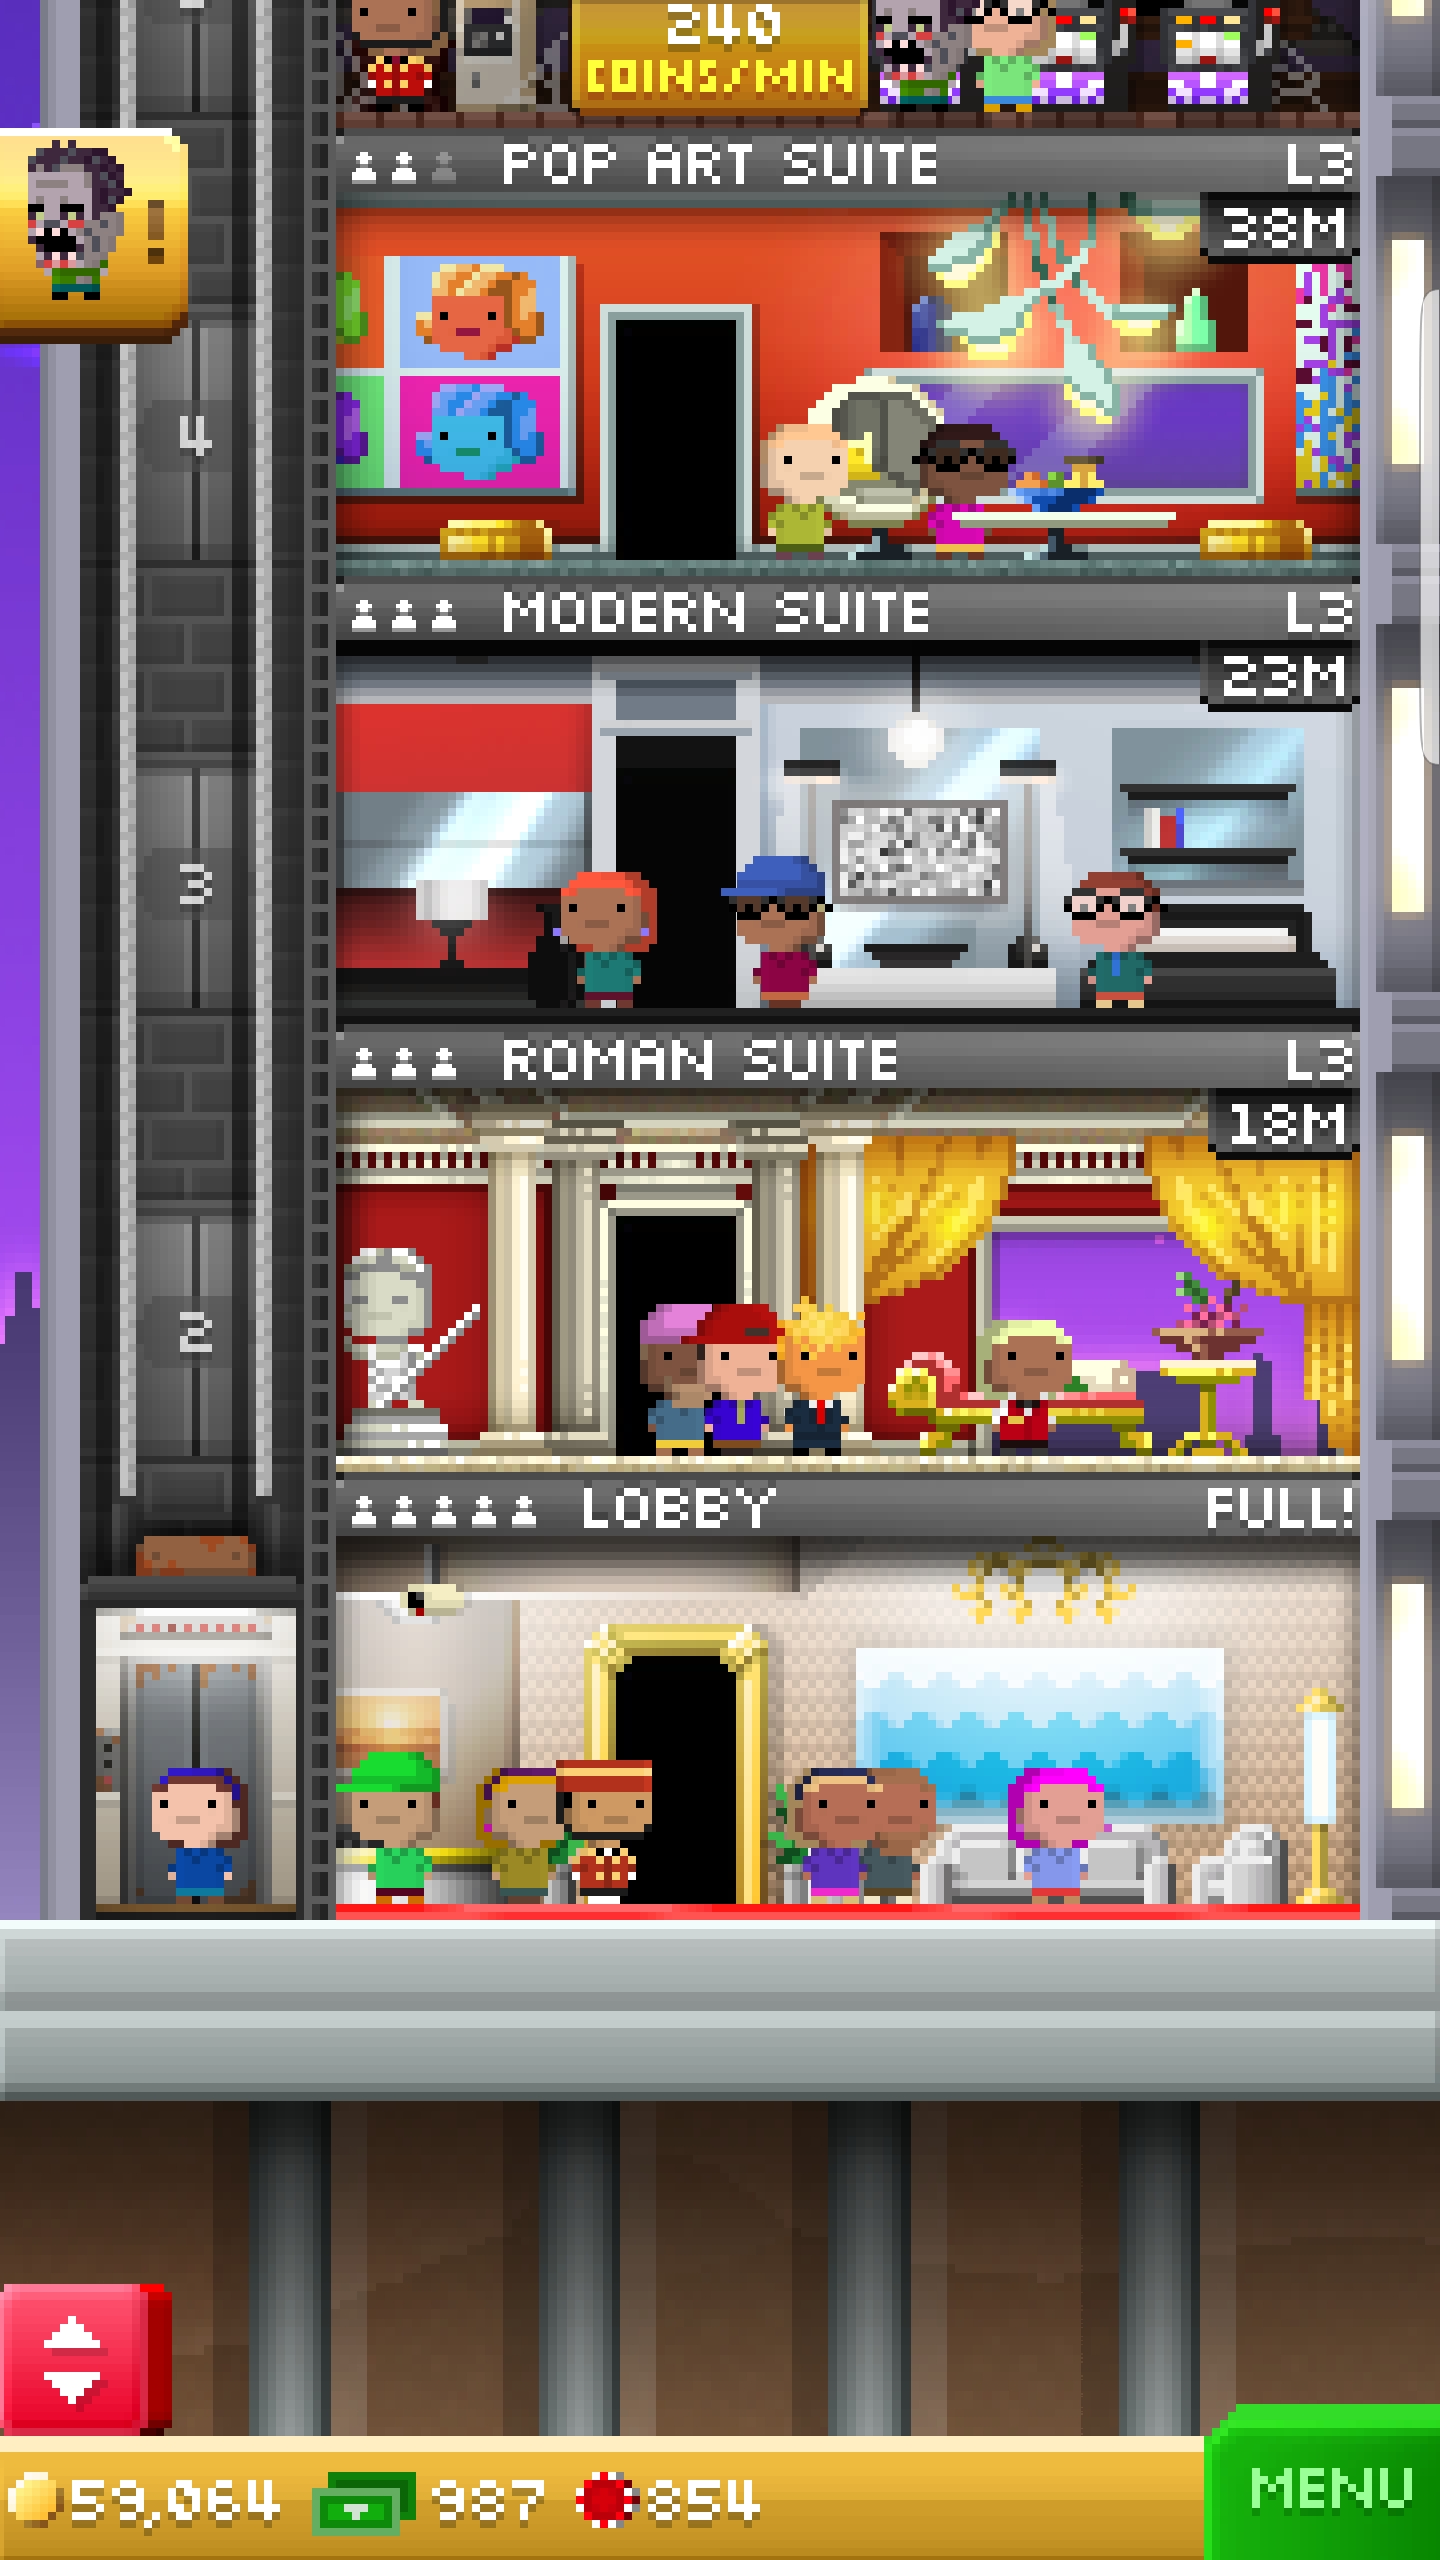 240
COINS/MIN
POP ART SUITE L3
38M
!
4
MODERN SUITE L3
23M
3
ROMAN SUITE L3
18M
2
LOBBY FULL!
59,064 987 854
MENU